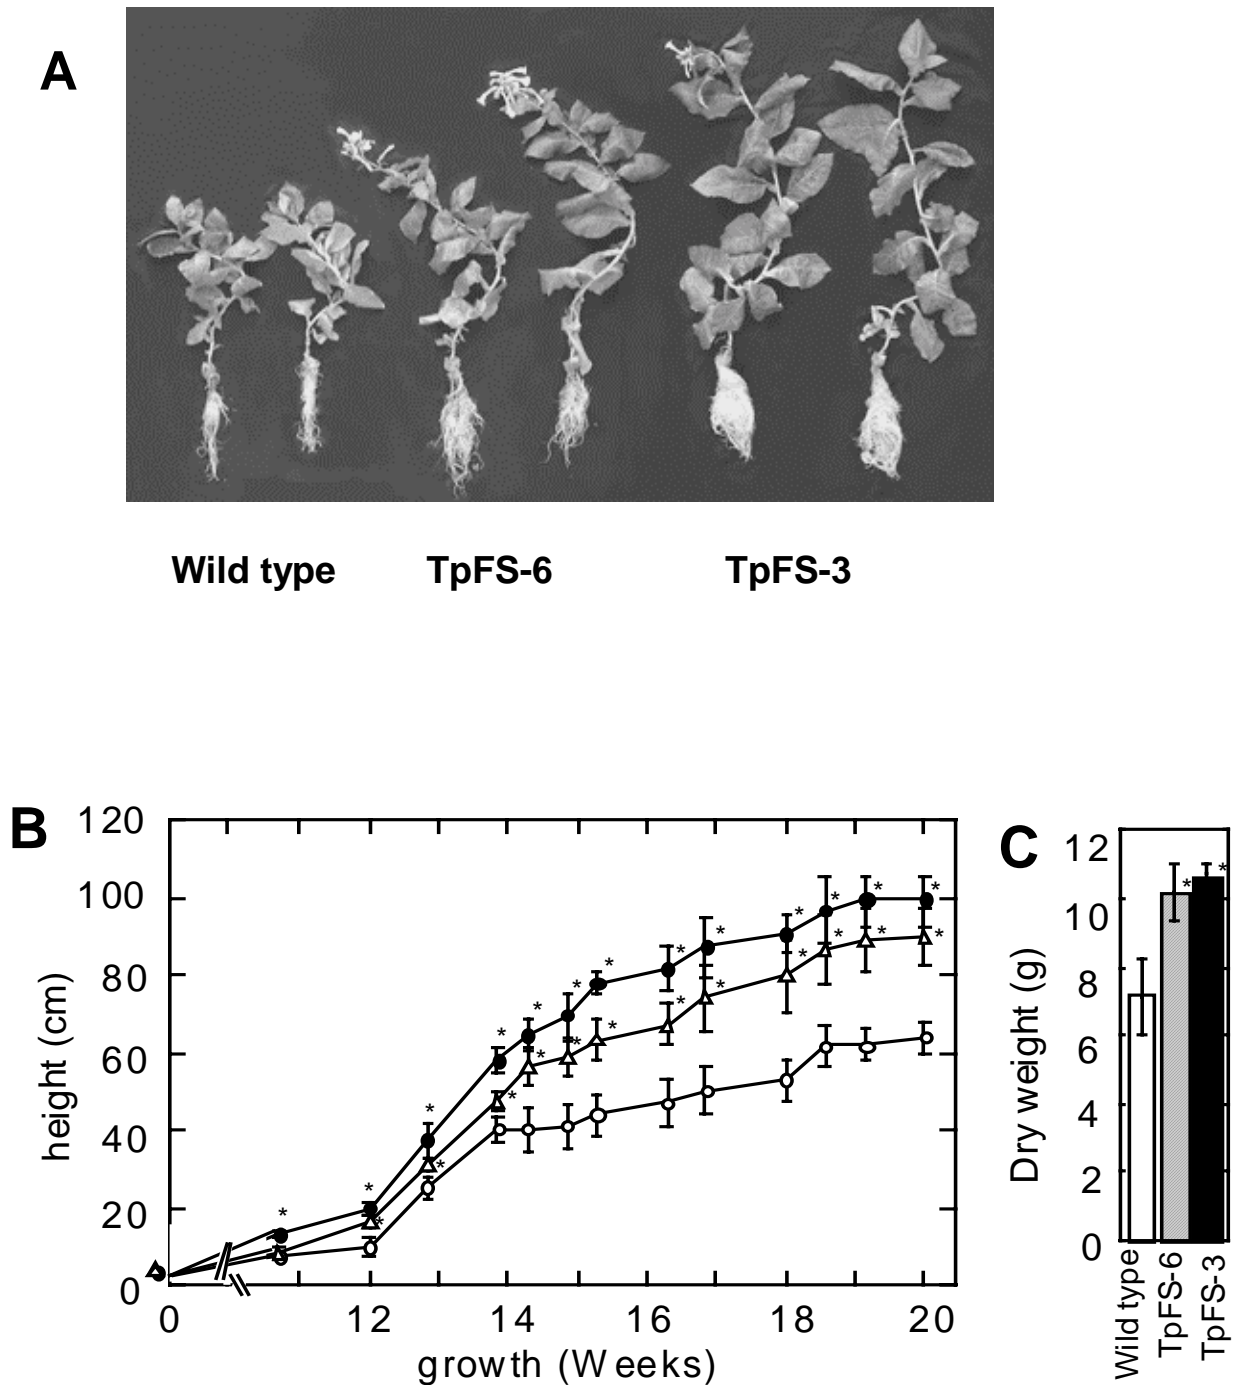 A
Wild type TpFS-6 TpFS-3
B
120
100
80
60
40
20
0
height (cm)
* * * * * * * * * * * *
* * * * * * * * * * *
0 12 14 16 18 20
growth (Weeks)
C
12
10
8
6
4
2
0
Dry weight (g)
* *
Wild type
TpFS-6
TpFS-3